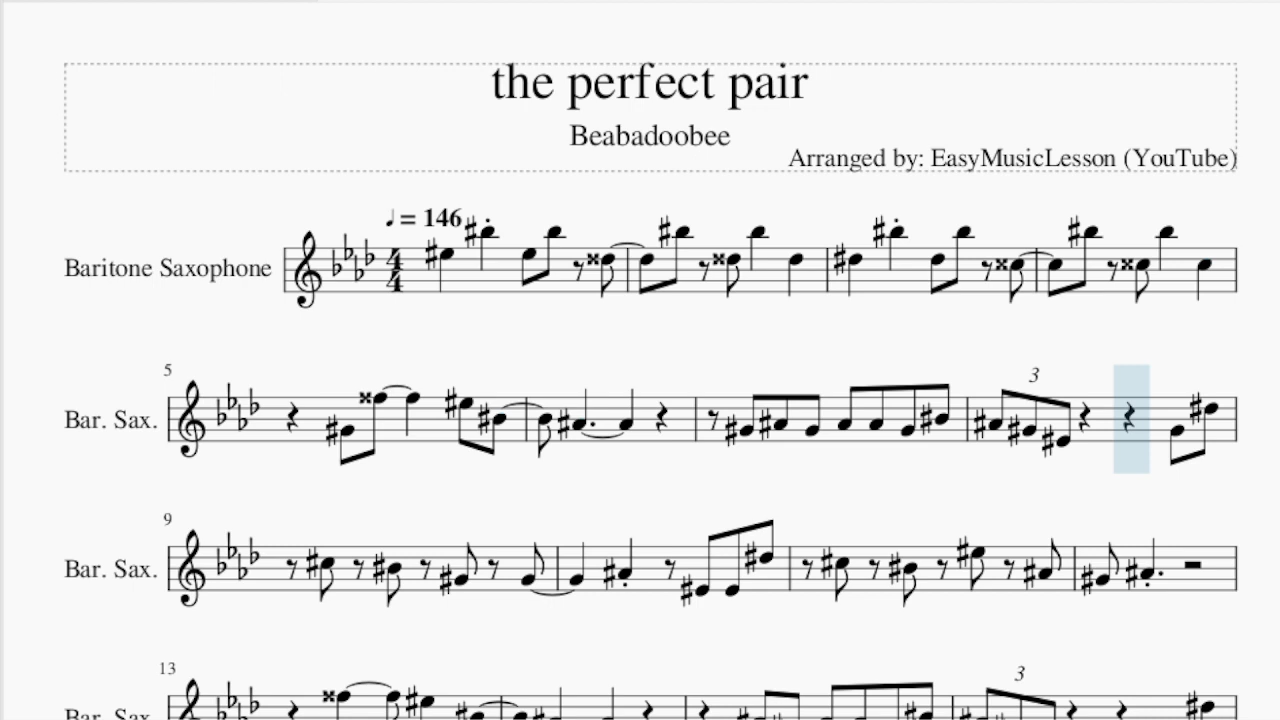 the perfect pair
Beabadoobee
Arranged by: EasyMusicLesson (YouTube)
♩ = 146
Baritone Saxophone
4
4
5
3
Bar. Sax.
9
Bar. Sax.
13
3
Bar. Sax.